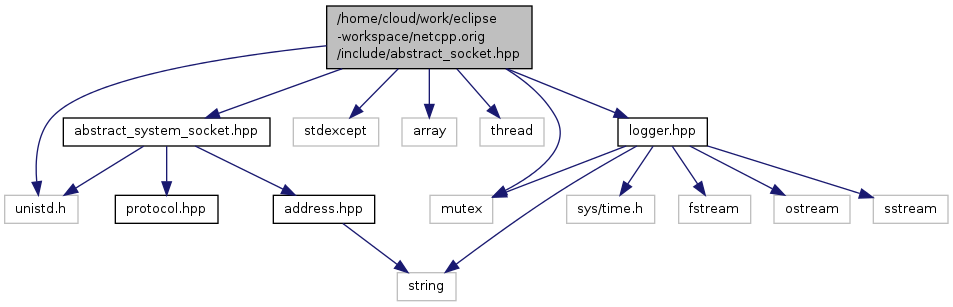 /home/cloud/work/eclipse
-workspace/netcpp.orig
/include/abstract_socket.hpp
abstract_system_socket.hpp
stdexcept
array
thread
logger.hpp
unistd.h
protocol.hpp
address.hpp
mutex
sys/time.h
fstream
ostream
sstream
string